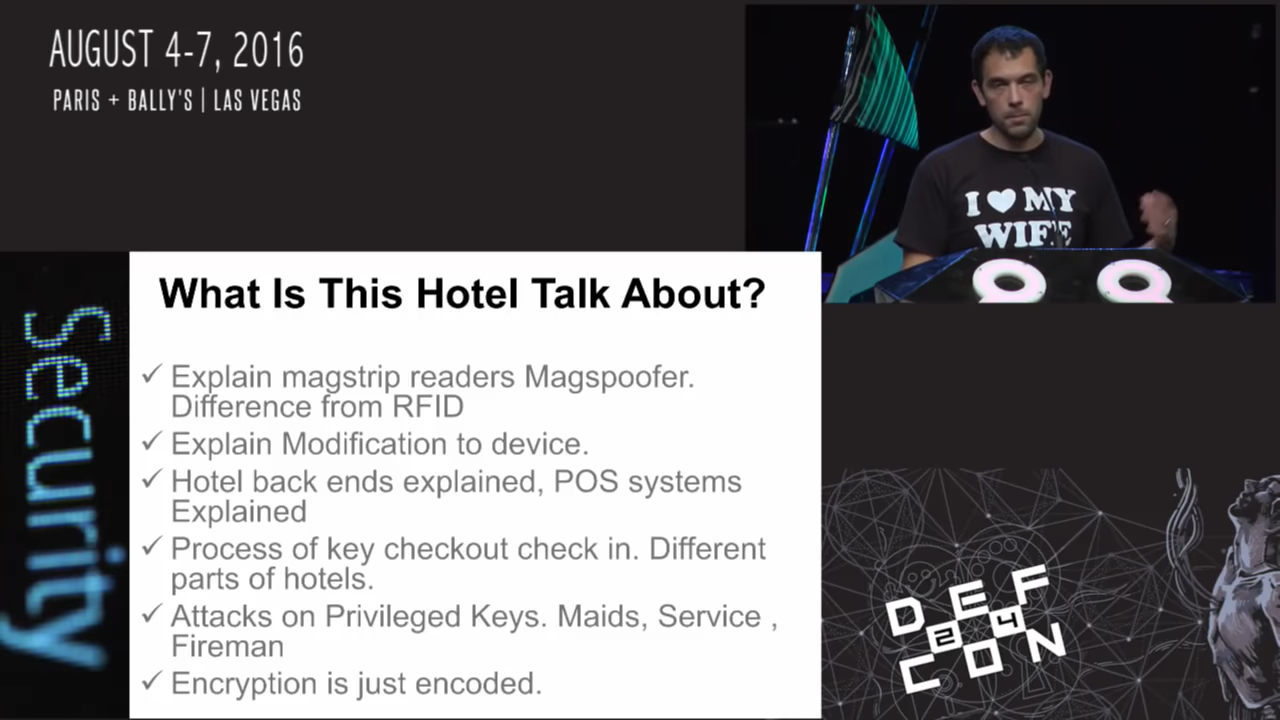 AUGUST 4-7, 2016
PARIS + BALLY'S | LAS VEGAS
I ♥ MY
WIFE
Security
What Is This Hotel Talk About?
✓ Explain magstrip readers Magspoofer.
Difference from RFID
✓ Explain Modification to device.
✓ Hotel back ends explained, POS systems
Explained
✓ Process of key checkout check in. Different
parts of hotels.
✓ Attacks on Privileged Keys. Maids, Service ,
Fireman
✓ Encryption is just encoded.
DEF
24
CON